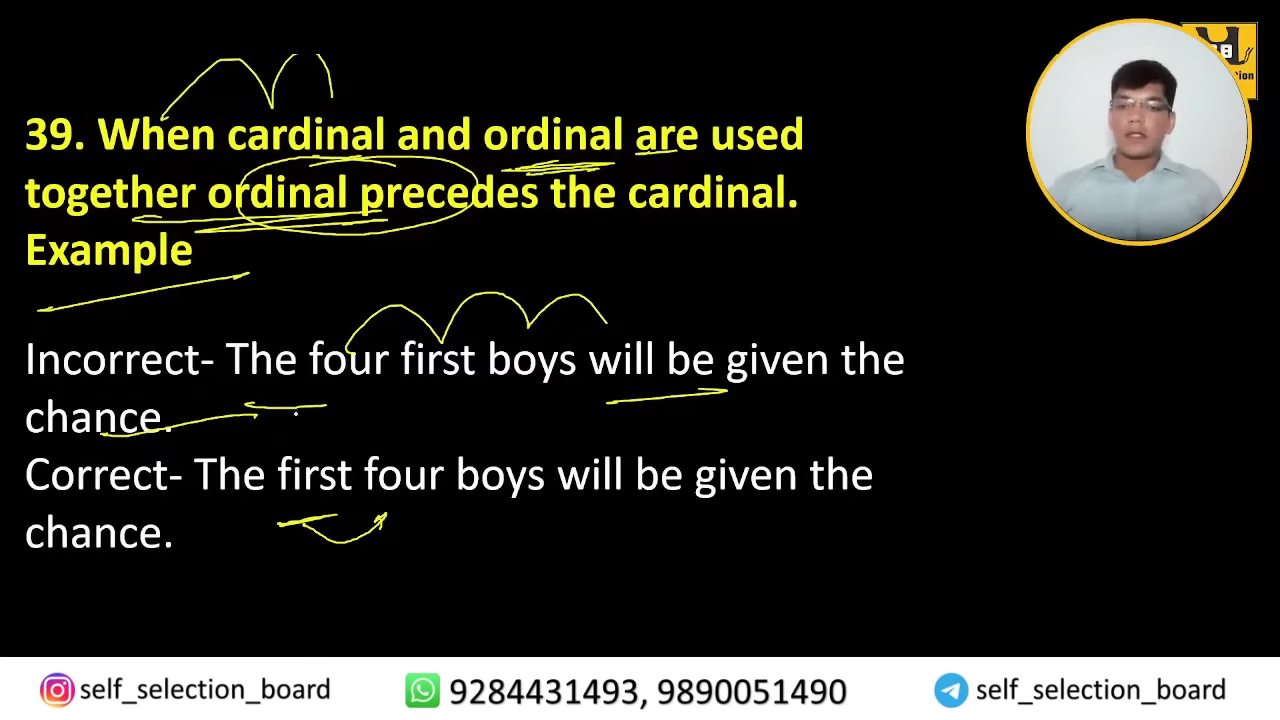 39. When cardinal and ordinal are used
together ordinal precedes the cardinal.
Example
Incorrect- The four first boys will be given the
chance.
Correct- The first four boys will be given the
chance.
self_selection_board
9284431493, 9890051490
self_selection_board